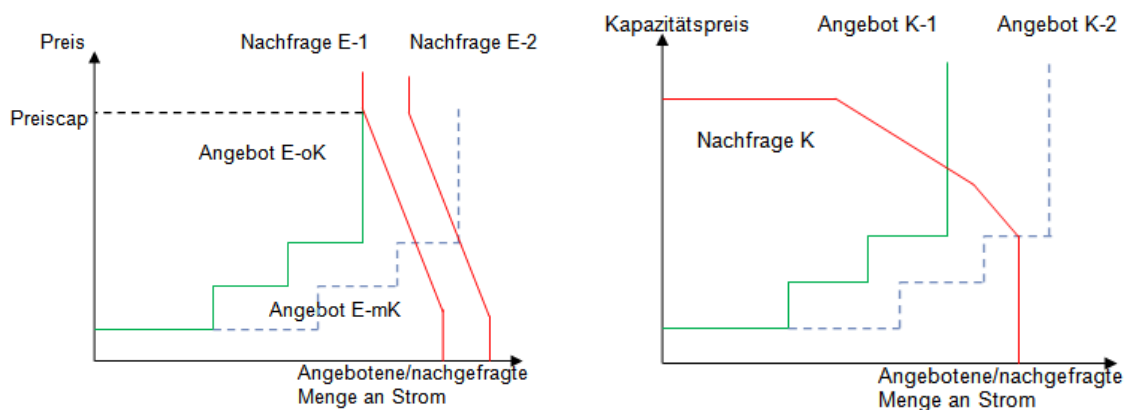 Preis
Nachfrage E-1
Nachfrage E-2
Preiscap
Angebot E-oK
Angebot E-mK
Angebotene/nachgefragte
Menge an Strom
Kapazitätspreis
Angebot K-1
Angebot K-2
Nachfrage K
Angebotene/nachgefragte
Menge an Strom